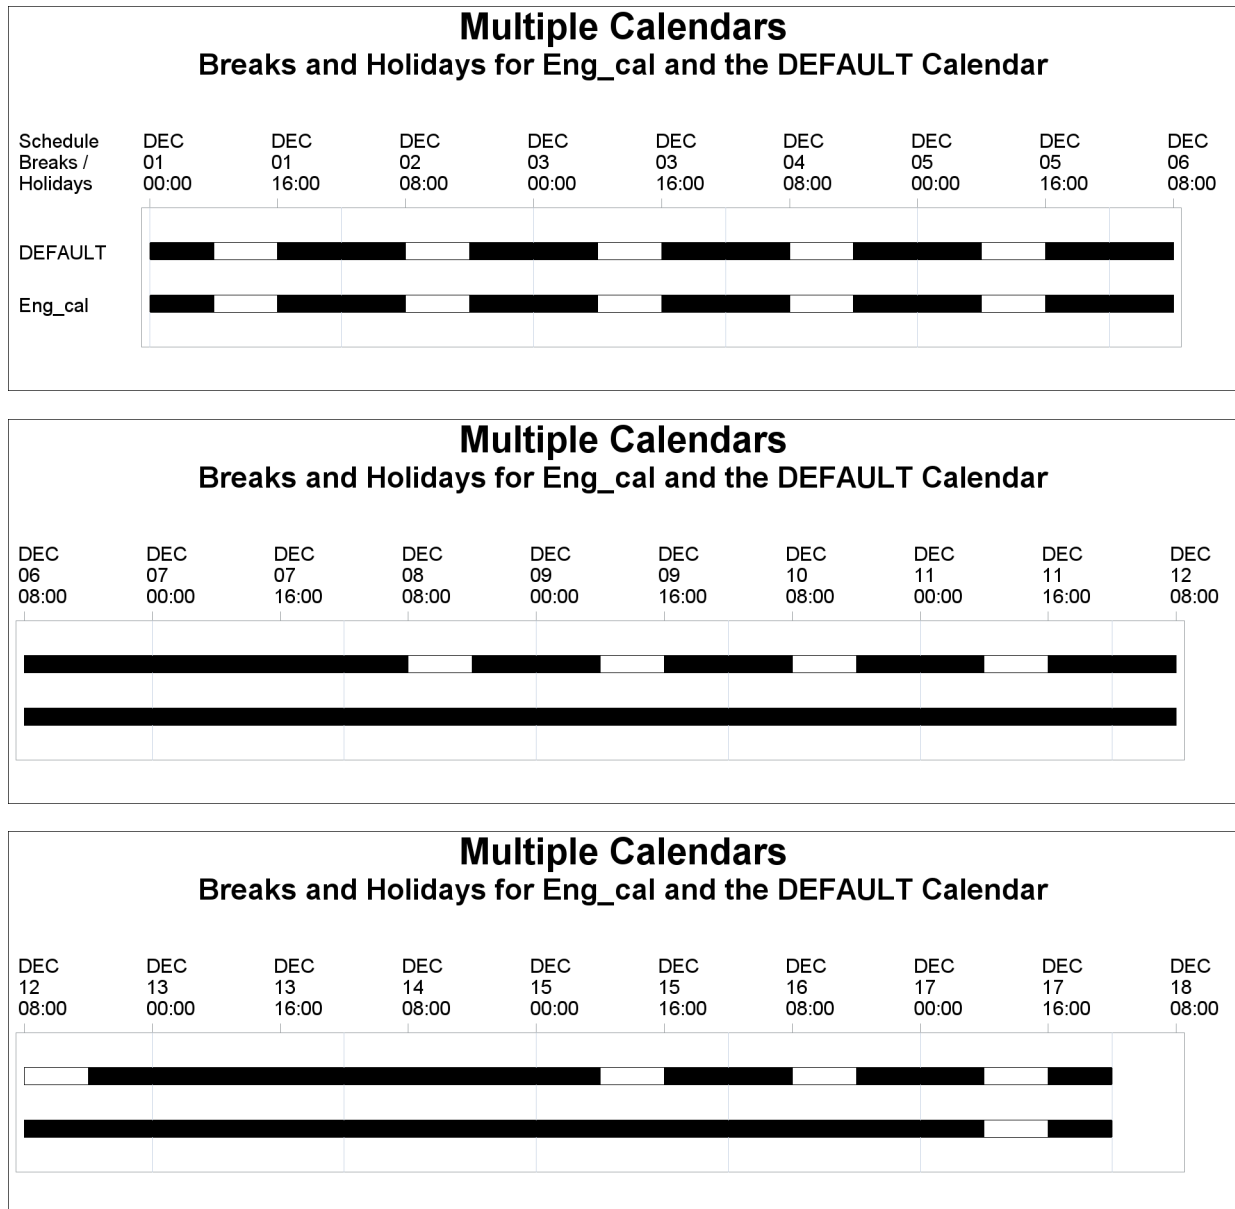 Multiple Calendars
Breaks and Holidays for Eng_cal and the DEFAULT Calendar
Schedule DEC DEC DEC DEC DEC DEC DEC DEC DEC
Breaks / 01 01 02 03 03 04 05 05 06
Holidays 00:00 16:00 08:00 00:00 16:00 08:00 00:00 16:00 08:00
DEFAULT
Eng_cal
Multiple Calendars
Breaks and Holidays for Eng_cal and the DEFAULT Calendar
DEC DEC DEC DEC DEC DEC DEC DEC DEC DEC
06 07 07 08 09 09 10 11 11 12
08:00 00:00 16:00 08:00 00:00 16:00 08:00 00:00 16:00 08:00
Multiple Calendars
Breaks and Holidays for Eng_cal and the DEFAULT Calendar
DEC DEC DEC DEC DEC DEC DEC DEC DEC DEC
12 13 13 14 15 15 16 17 17 18
08:00 00:00 16:00 08:00 00:00 16:00 08:00 00:00 16:00 08:00